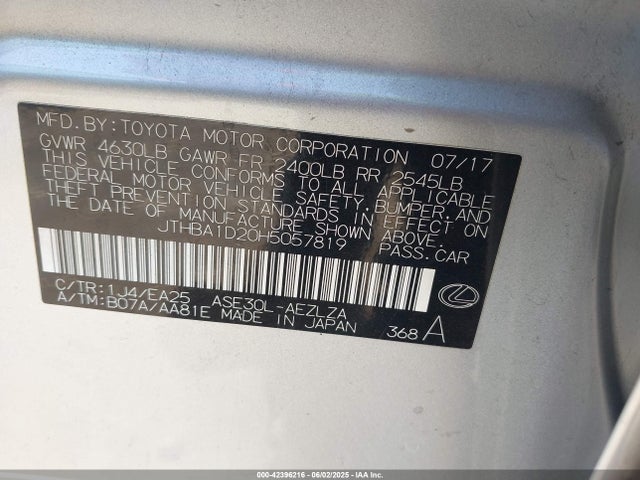 MFD.BY:TOYOTA MOTOR CORPORATION 07/17
GVWR 4630LB GAWR FR 2400LB RR 2545LB
THIS VEHICLE CONFORMS TO ALL APPLICABLE
FEDERAL MOTOR VEHICLE SAFETY,BUMPER,AND
THEFT PREVENTION STANDARDS IN EFFECT ON
THE DATE OF MANUFACTURE SHOWN ABOVE.
JTHBA1D20H5057819 PASS.CAR
C/TR:1J4/EA25 ASE30L-AEZLZA
A/TM:B07A/AA81E MADE IN JAPAN 368 A
000-42396216 - 06/02/2025 - IAA Inc.